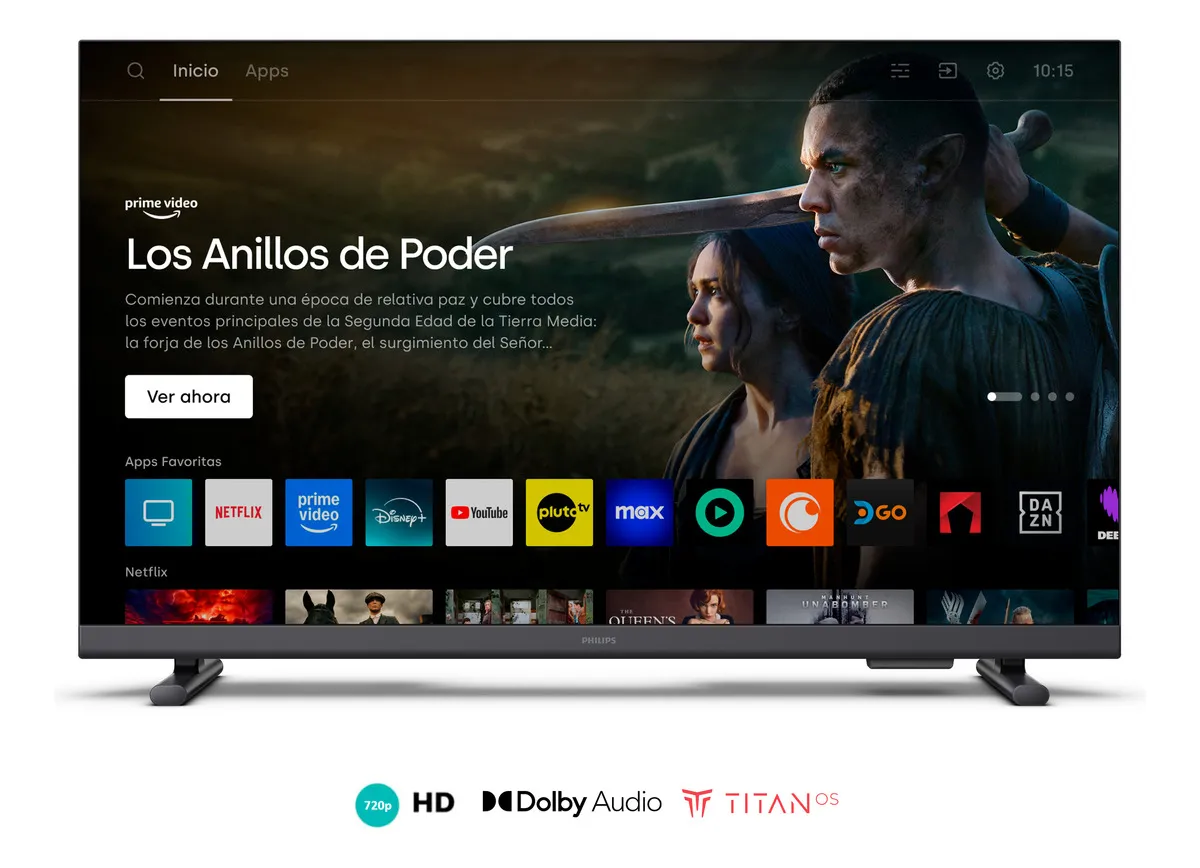 Inicio Apps 10:15
prime video
Los Anillos de Poder
Comienza durante una época de relativa paz y cubre todos
los eventos principales de la Segunda Edad de la Tierra Media:
la forja de los Anillos de Poder, el surgimiento del Señor...
Ver ahora
Apps Favoritas
NETFLIX prime video Disney+ YouTube pluto tv max DGO DAZN DEE
Netflix
THE QUEEN'S MANHUNT UNABOMBER
PHILIPS
720p HD Dolby Audio TITAN OS